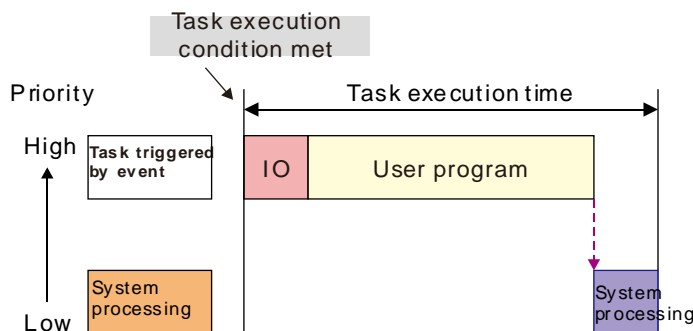 Task execution
condition met
Priority
Task execution time
High
Task triggered
by event
IO
User program
System
processing
System
processing
Low